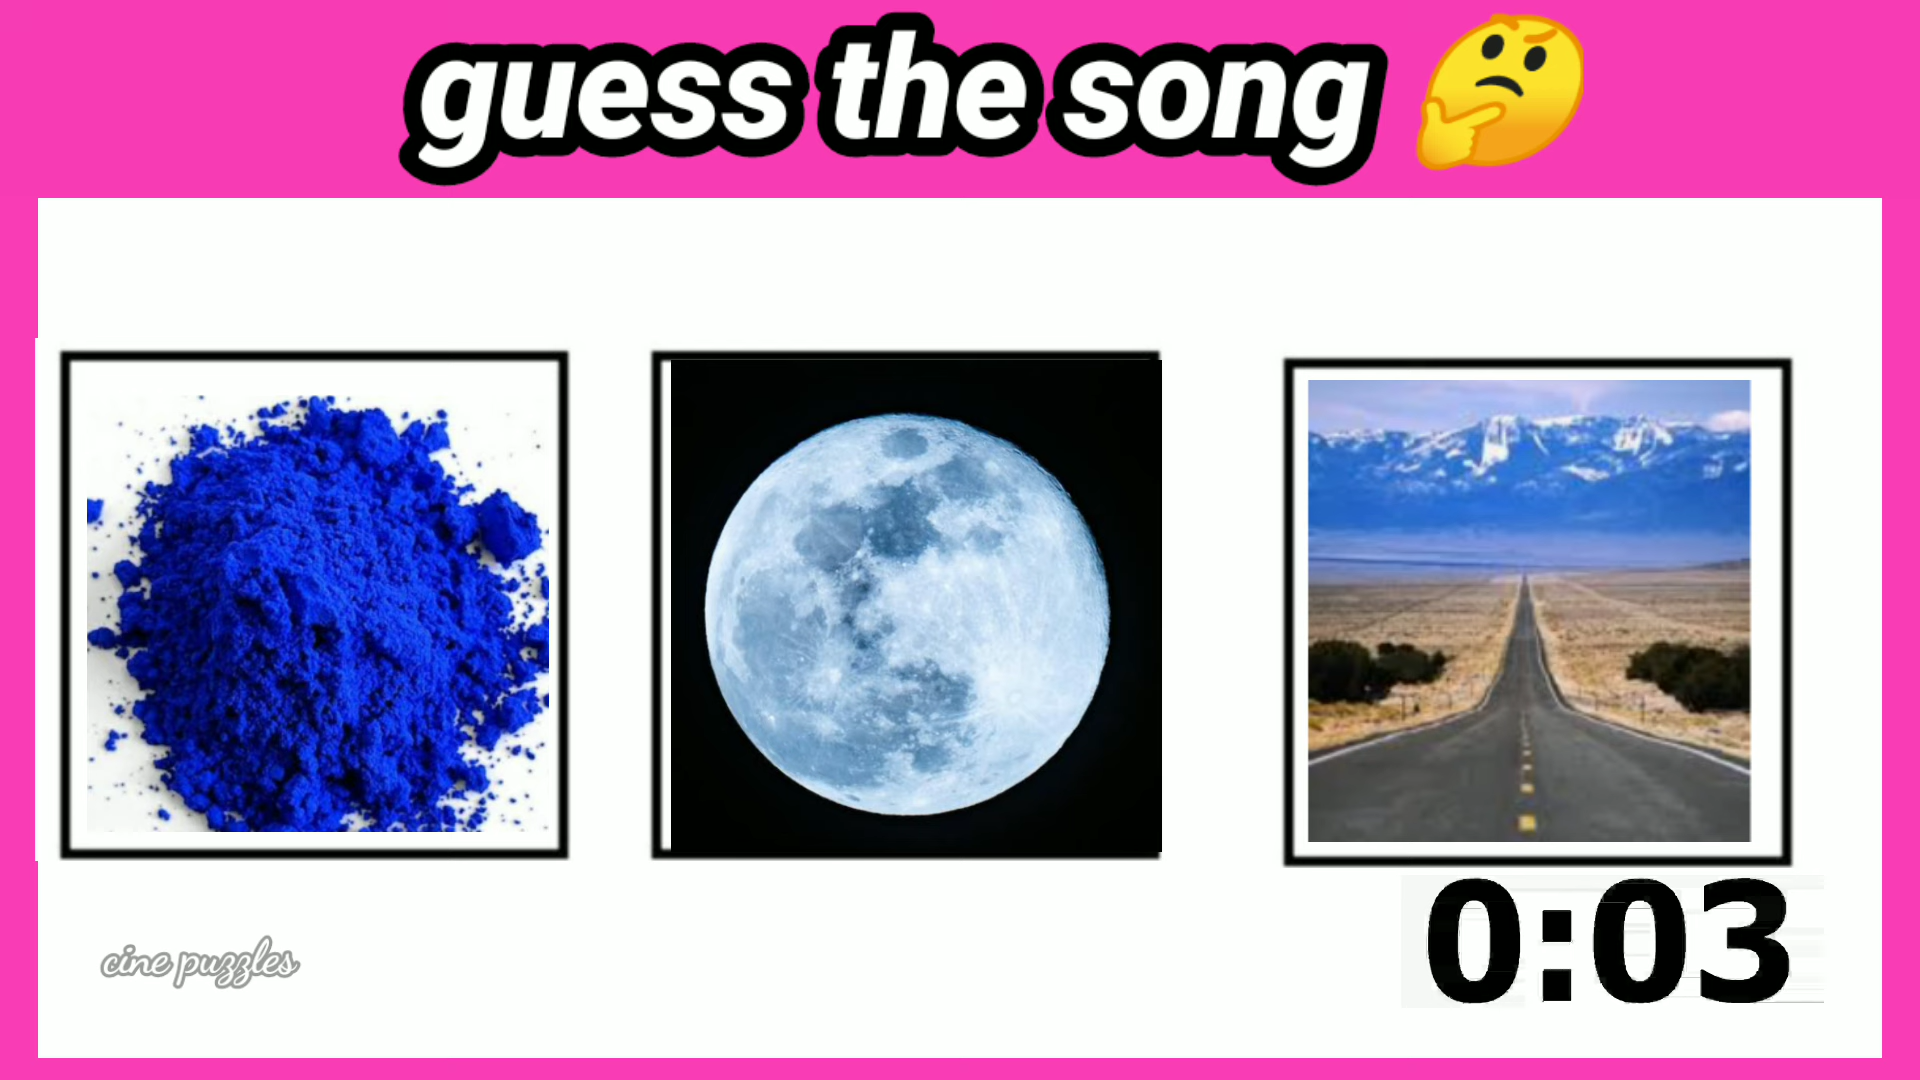 guess the song 🤔
cine puzzles
0:03